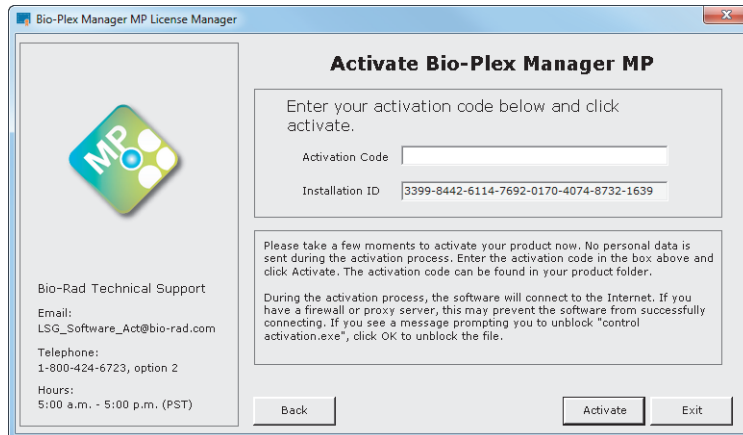 Bio-Plex Manager MP License Manager
MP
Bio-Rad Technical Support
Email:
LSG_Software_Act@bio-rad.com
Telephone:
1-800-424-6723, option 2
Hours:
5:00 a.m. - 5:00 p.m. (PST)
Activate Bio-Plex Manager MP
Enter your activation code below and click
activate.
Activation Code
Installation ID 3399-8442-6114-7692-0170-4074-8732-1639
Please take a few moments to activate your product now. No personal data is
sent during the activation process. Enter the activation code in the box above and
click Activate. The activation code can be found in your product folder.
During the activation process, the software will connect to the Internet. If you
have a firewall or proxy server, this may prevent the software from successfully
connecting. If you see a message prompting you to unblock "control
activation.exe", click OK to unblock the file.
Back Activate Exit